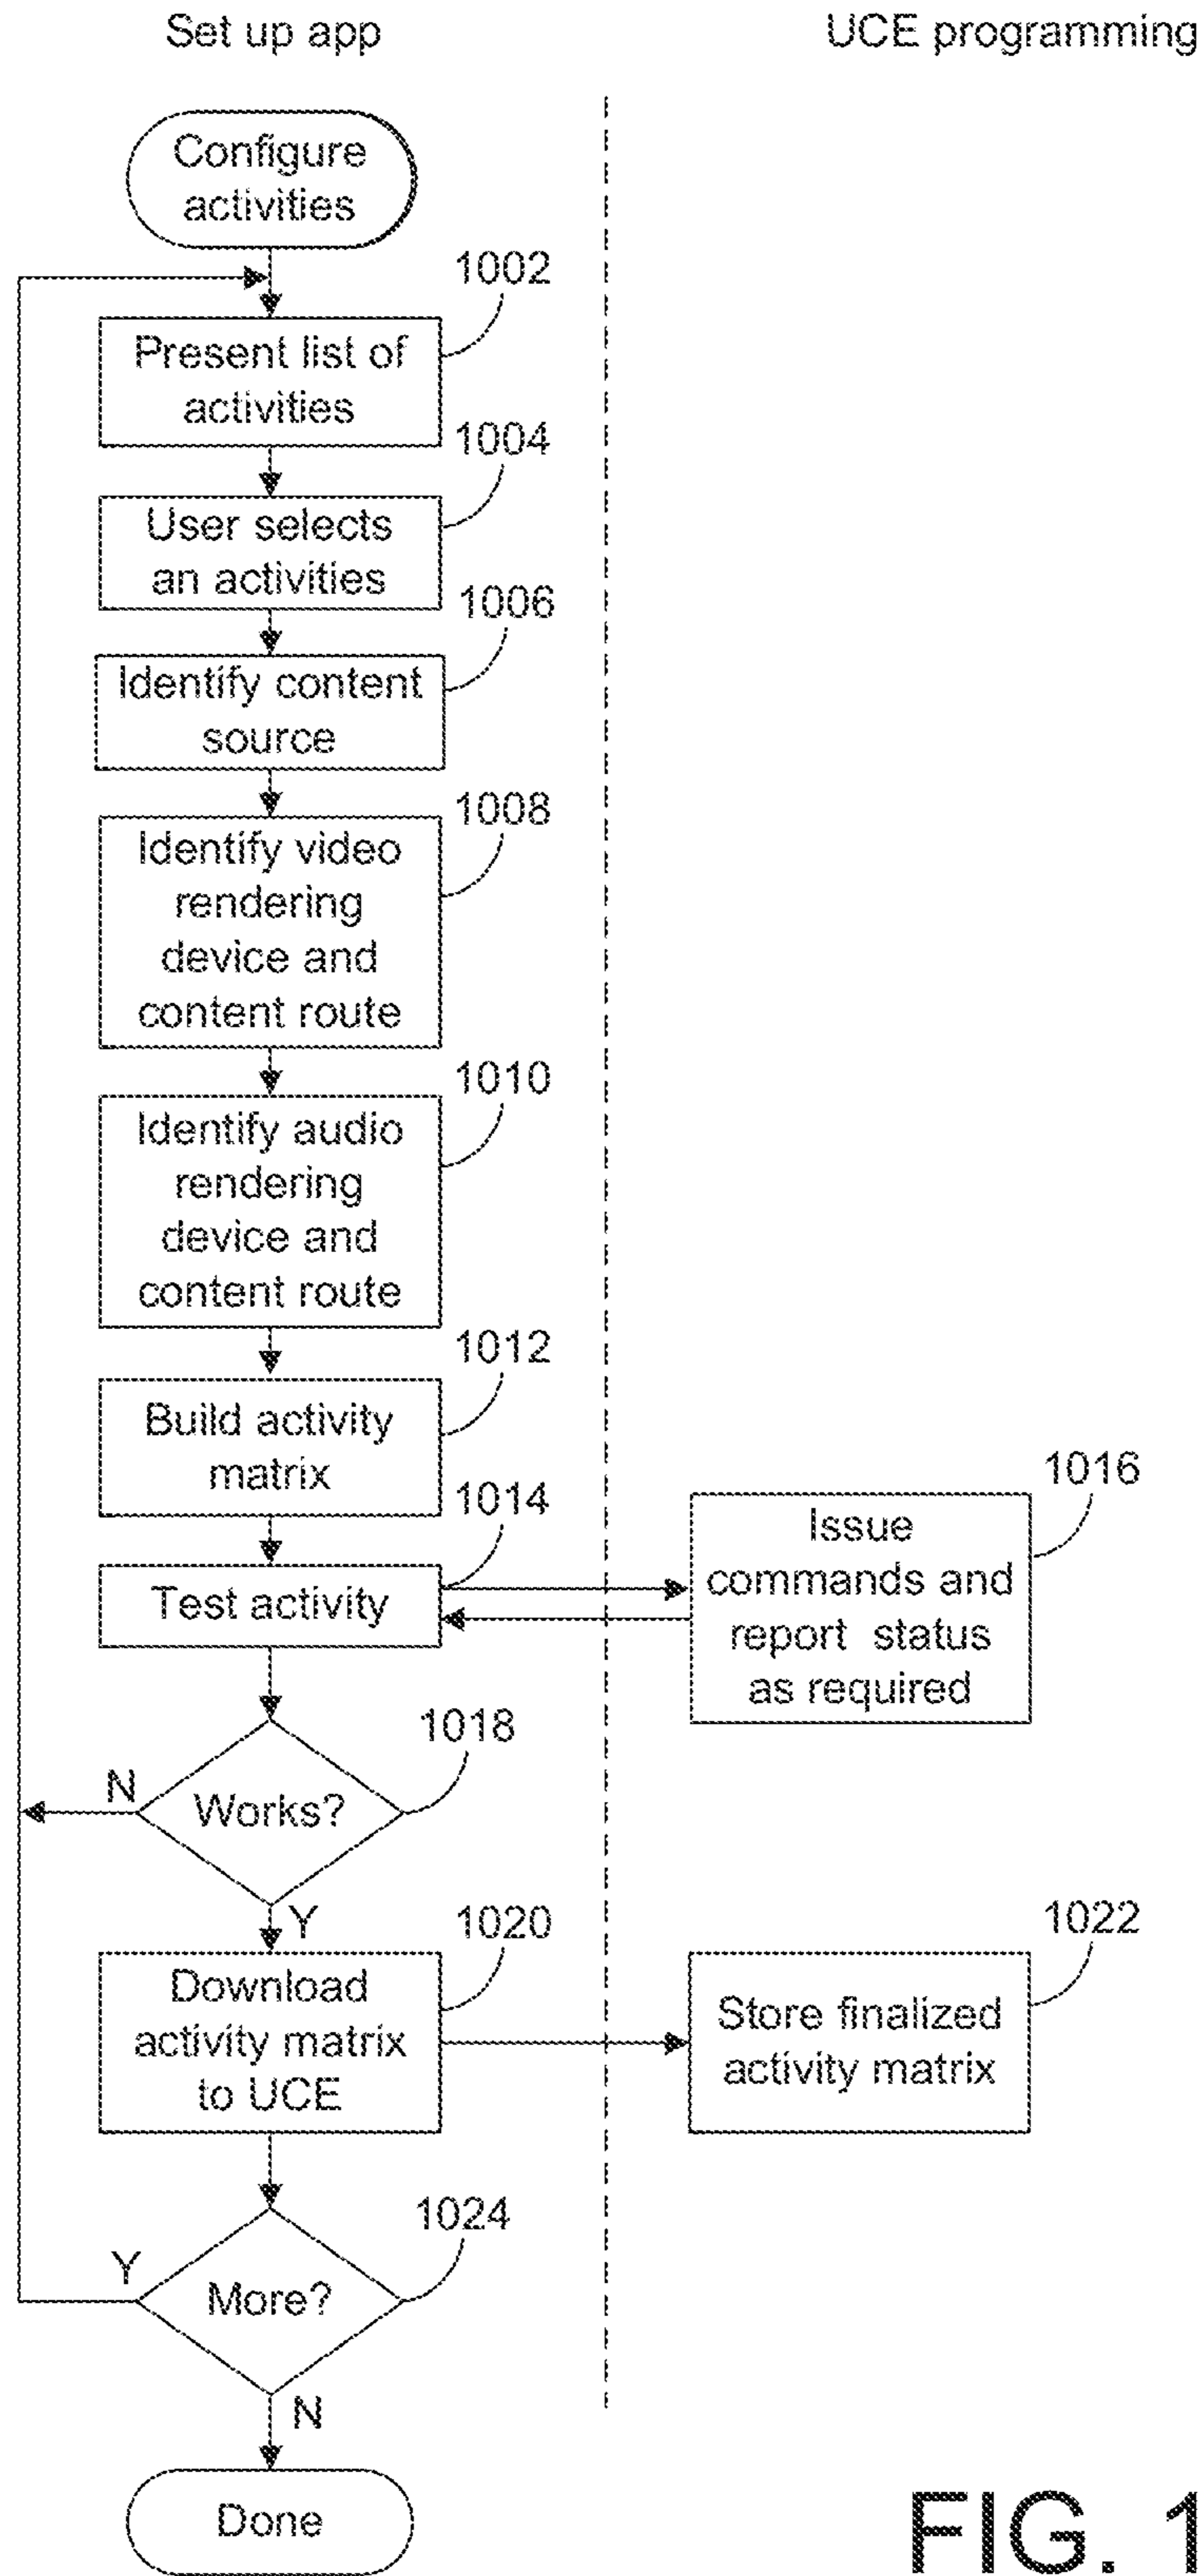 Set up app
UCE programming
Configure
activities
1002
Present list of
activities
1004
User selects
an activities
1006
Identify content
source
1008
Identify video
rendering
device and
content route
1010
Identify audio
rendering
device and
content route
1012
Build activity
matrix
1014
Test activity
1016
Issue
commands and
report status
as required
1018
Works?
N
Y
1020
Download
activity matrix
to UCE
1022
Store finalized
activity matrix
1024
More?
Y
N
Done
FIG. 1